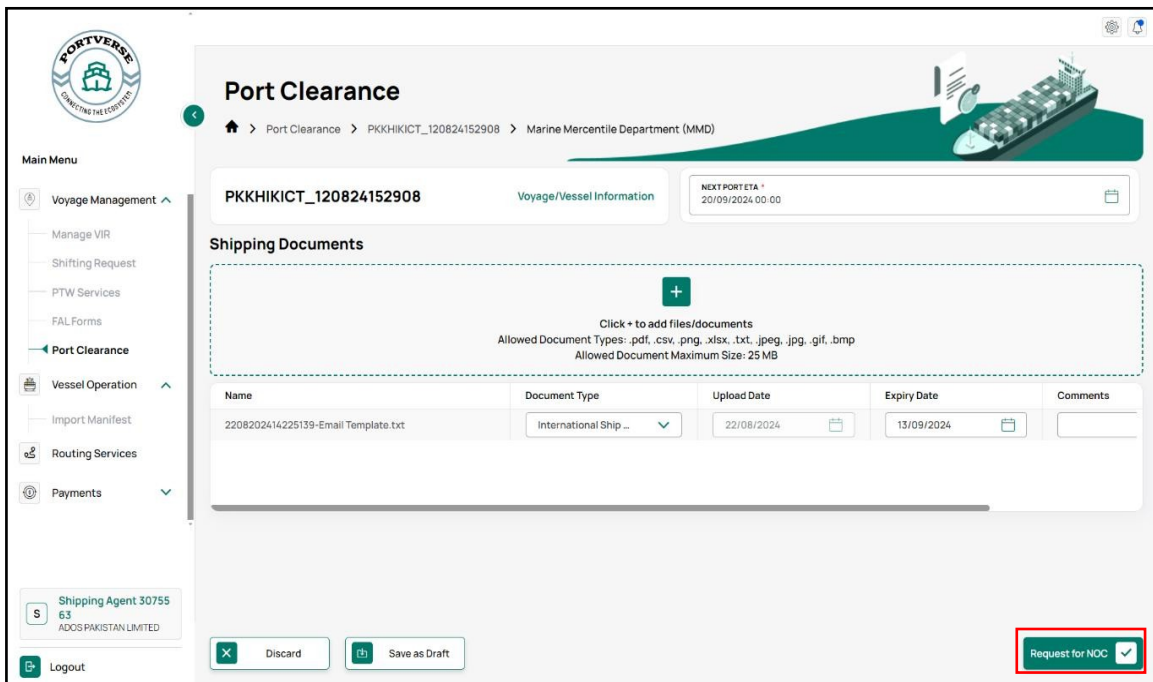 PORTVERSE
CONNECTING THE ECOSYSTEM
Main Menu
Voyage Management
Manage VIR
Shifting Request
PTW Services
FAL Forms
Port Clearance
Vessel Operation
Import Manifest
Routing Services
Payments
S
Shipping Agent 30755
63
ADOS PAKISTAN LIMITED
Logout
Port Clearance
> Port Clearance > PKKHIKICT_120824152908 > Marine Mercentile Department (MMD)
PKKHIKICT_120824152908
Voyage/Vessel Information
NEXT PORT ETA *
20/09/2024 00:00
Shipping Documents
+
Click + to add files/documents
Allowed Document Types: .pdf, .csv, .png, .xlsx, .txt, .jpeg, .jpg, .gif, .bmp
Allowed Document Maximum Size: 25 MB
Name Document Type Upload Date Expiry Date Comments
2208202414225139-Email Template.txt International Ship ... 22/08/2024 13/09/2024
Discard
Save as Draft
Request for NOC